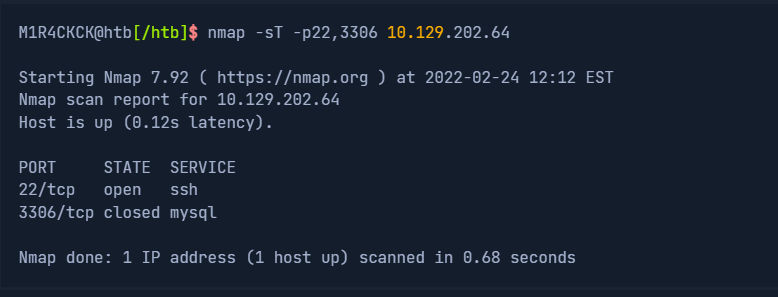 M1R4CKCK@htb[/htb]$ nmap -sT -p22,3306 10.129.202.64
Starting Nmap 7.92 ( https://nmap.org ) at 2022-02-24 12:12 EST
Nmap scan report for 10.129.202.64
Host is up (0.12s latency).
PORT     STATE  SERVICE
22/tcp   open   ssh
3306/tcp closed mysql
Nmap done: 1 IP address (1 host up) scanned in 0.68 seconds